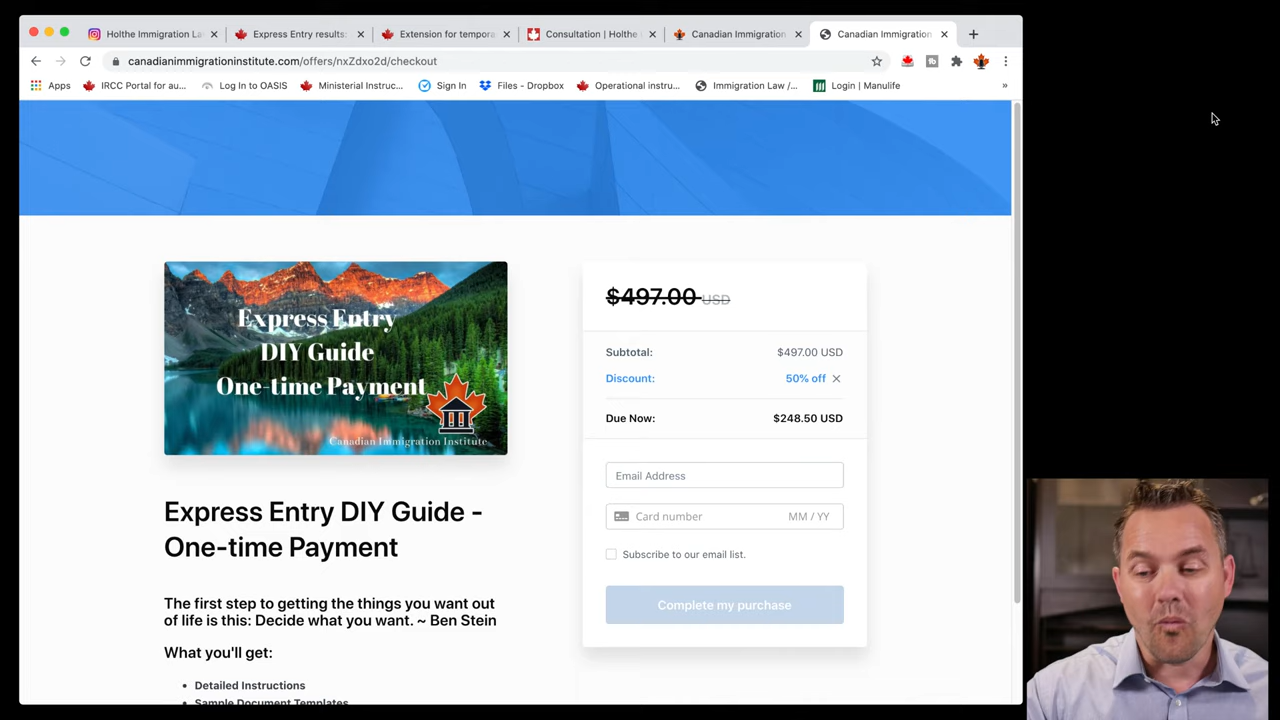 Holthe Immigration La
Express Entry results:
Extension for tempora
Consultation | Holthe
Canadian Immigration
Canadian Immigration
canadianimmigrationinstitute.com/offers/nxZdxo2d/checkout
Apps
IRCC Portal for au...
Log In to OASIS
Ministerial Instruc...
Sign In
Files - Dropbox
Operational instru...
Immigration Law /...
Login | Manulife
»
Express Entry
DIY Guide
One-time Payment
Canadian Immigration Institute
Express Entry DIY Guide -
One-time Payment
The first step to getting the things you want out
of life is this: Decide what you want. ~ Ben Stein
What you'll get:
• Detailed Instructions
• Sample Document Templates
$497.00 USD
Subtotal: $497.00 USD
Discount: 50% off
Due Now: $248.50 USD
Email Address
Card number MM / YY
Subscribe to our email list.
Complete my purchase